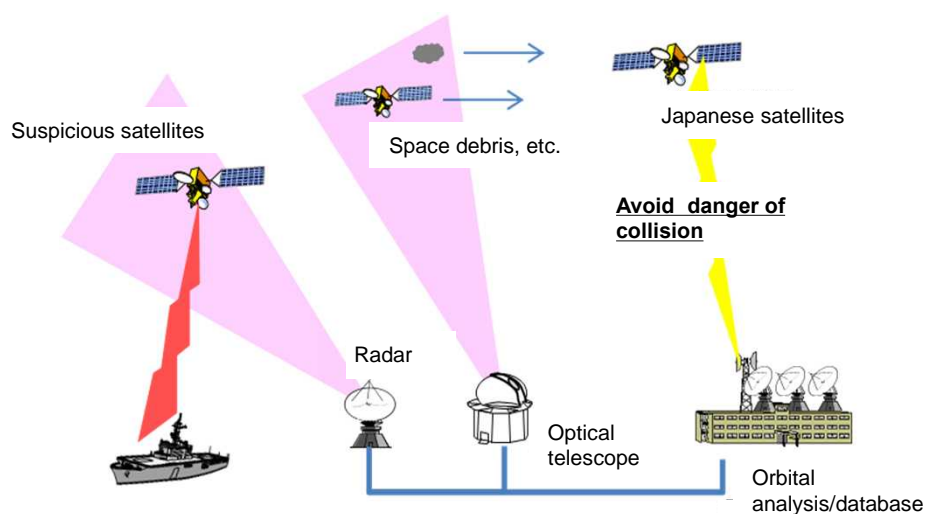 Suspicious satellites
Space debris, etc.
Japanese satellites
Avoid danger of
collision
Radar
Optical
telescope
Orbital
analysis/database